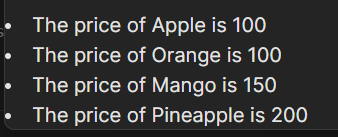 • The price of Apple is 100
• The price of Orange is 100
• The price of Mango is 150
• The price of Pineapple is 200